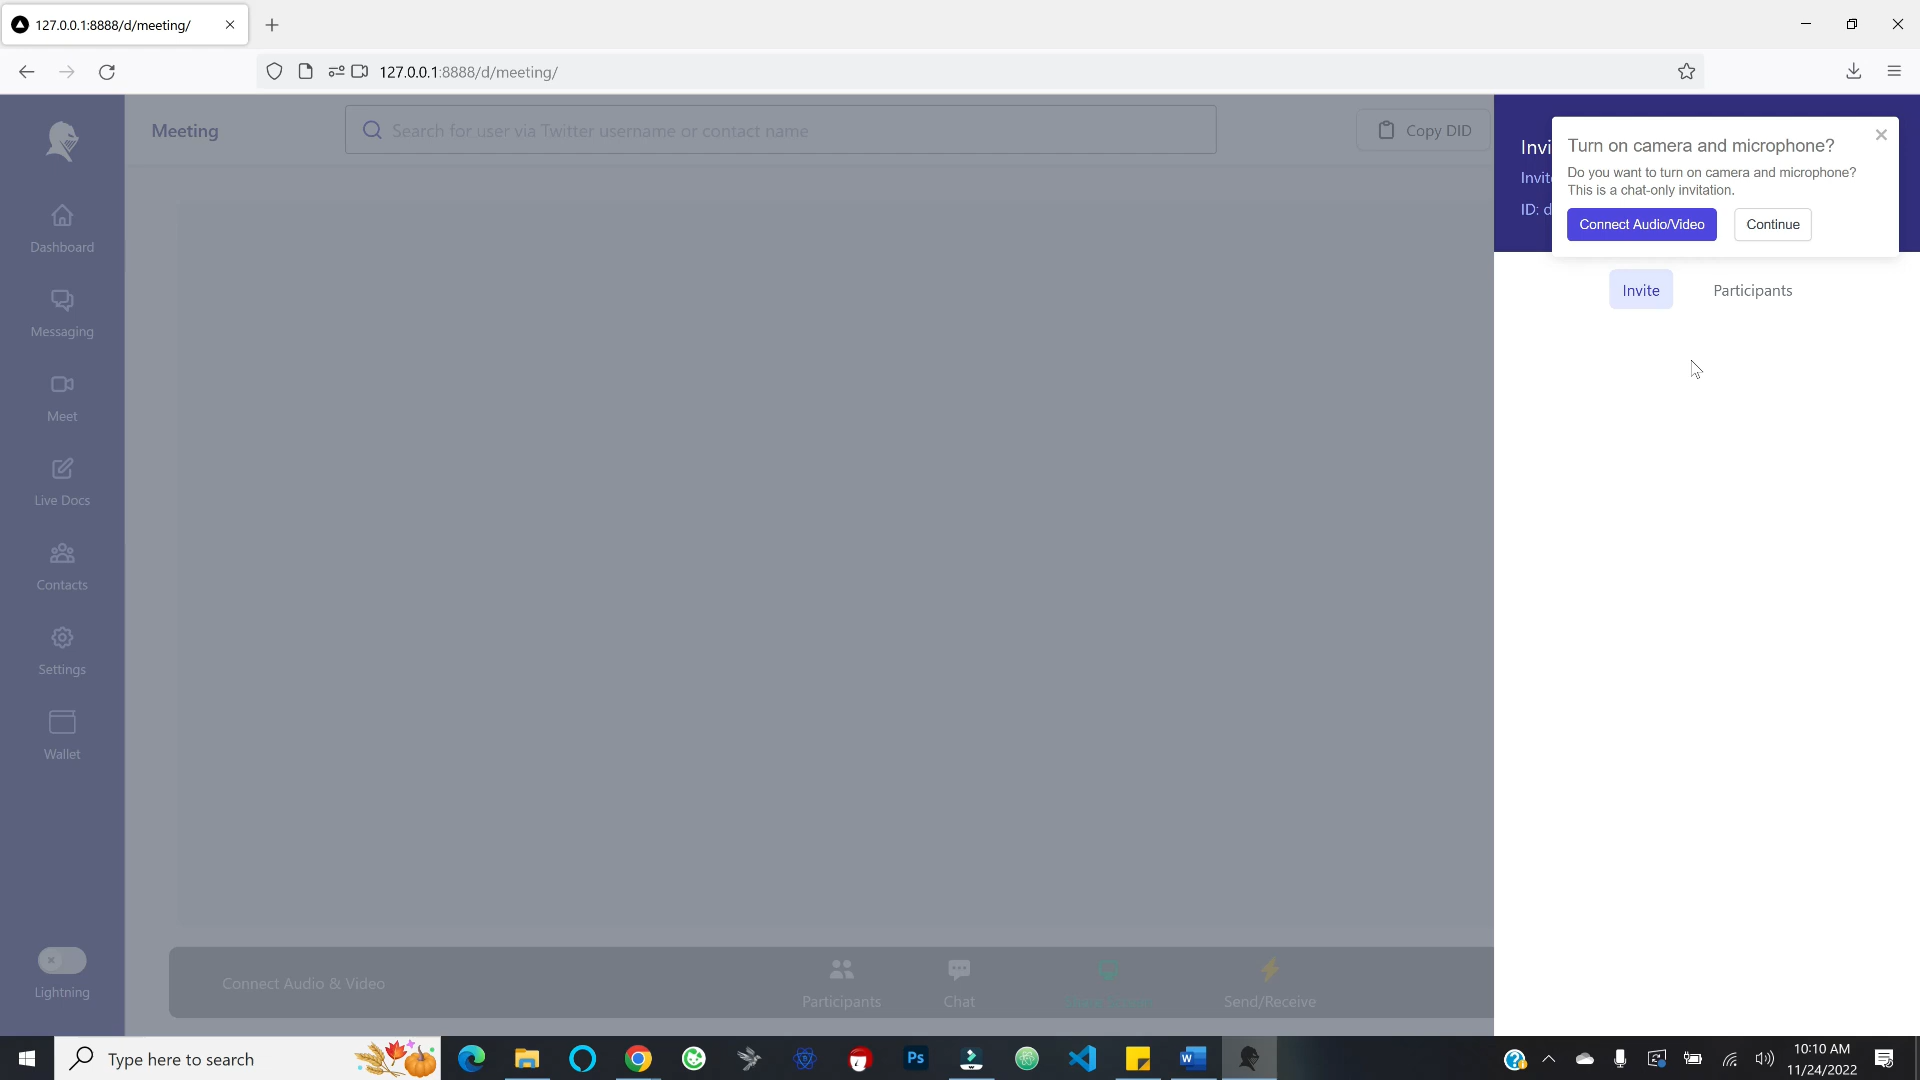 127.0.0.1:8888/d/meeting/
127.0.0.1:8888/d/meeting/
Meeting
Search for user via Twitter username or contact name
Copy DID
Invi
Invit
ID: d
Turn on camera and microphone?
Do you want to turn on camera and microphone?
This is a chat-only invitation.
Connect Audio/Video
Continue
Invite
Participants
Dashboard
Messaging
Meet
Live Docs
Contacts
Settings
Wallet
Lightning
Connect Audio & Video
Participants
Chat
Send/Receive
Type here to search
Ps
10:10 AM
11/24/2022